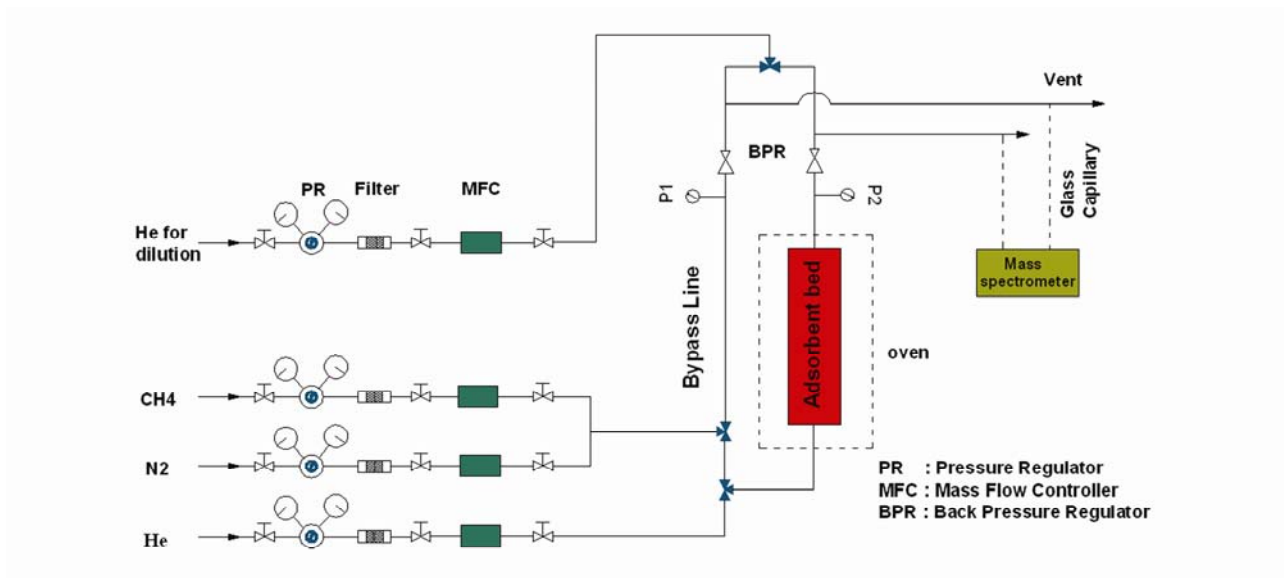 Vent
BPR
Glass
Capillary
PR
Filter
MFC
P1
P2
He for
dilution
Mass
spectrometer
Bypass Line
Adsorbent bed
oven
CH4
N2
PR : Pressure Regulator
MFC : Mass Flow Controller
BPR : Back Pressure Regulator
He